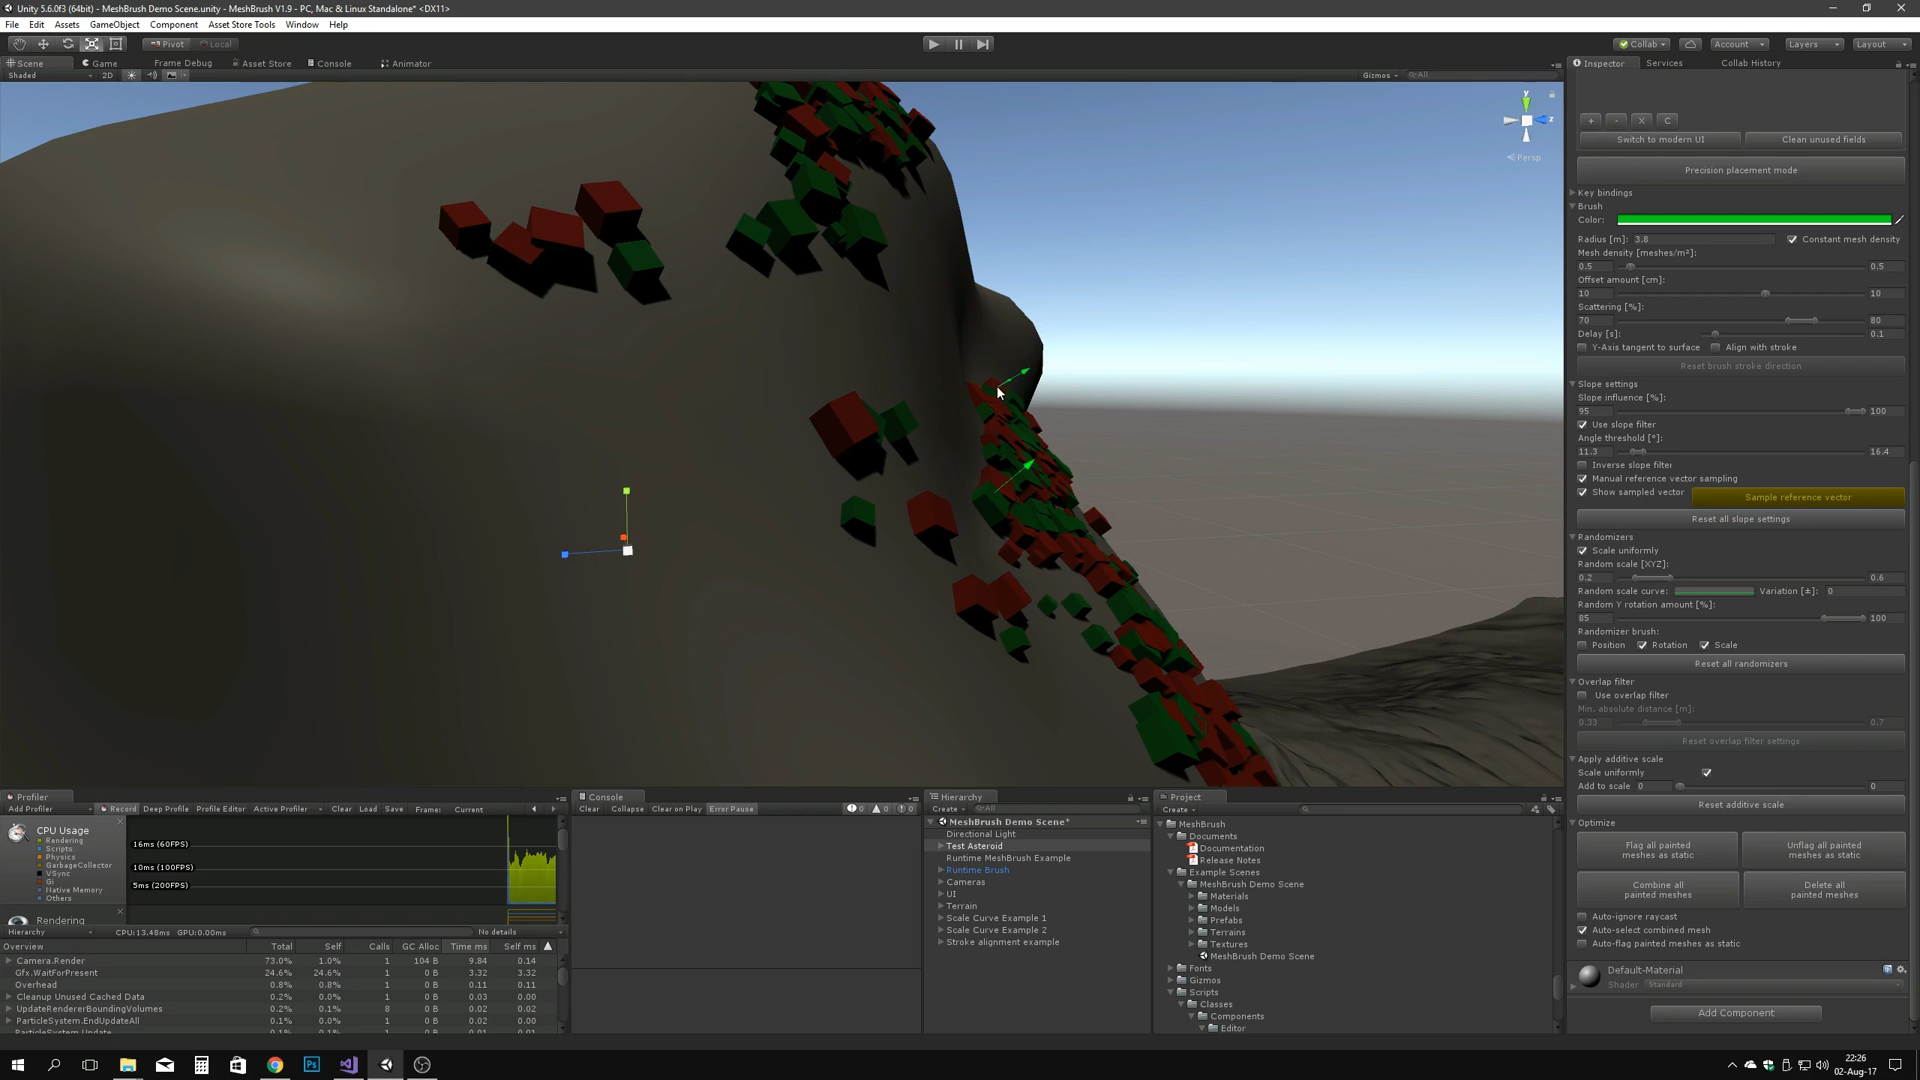 Unity 5.6.0f3 (64bit) - MeshBrush Demo Scene.unity - MeshBrush V1.9 - PC, Mac & Linux Standalone* <DX11>
File Edit Assets GameObject Component Asset Store Tools Window Help
Pivot Local Collab Account Layers Layout
Scene Game Frame Debug Asset Store Console Animator
Shaded 2D Gizmos All
y
z
Persp
Inspector Services Collab History
+ - X C
Switch to modern UI Clean unused fields
Precision placement mode
Key bindings
Brush
Color:
Radius [m]: 3.8 Constant mesh density
Mesh density [meshes/m²]:
0.5 0.5
Offset amount [cm]:
10 10
Scattering [%]:
70 80
Delay [s]: 0.1
Y-Axis tangent to surface Align with stroke
Reset brush stroke direction
Slope settings
Slope influence [%]:
95 100
Use slope filter
Angle threshold [°]:
11.3 16.4
Inverse slope filter
Manual reference vector sampling
Show sampled vector Sample reference vector
Reset all slope settings
Randomizers
Scale uniformly
Random scale [XYZ]:
0.2 0.6
Random scale curve: Variation [±]: 0
Random Y rotation amount [%]:
85 100
Randomizer brush:
Position Rotation Scale
Reset all randomizers
Overlap filter
Use overlap filter
Min. absolute distance [m]:
0.33 0.7
Reset overlap filter settings
Apply additive scale
Scale uniformly
Add to scale 0 0
Reset additive scale
Optimize
Flag all painted meshes as static Unflag all painted meshes as static
Combine all painted meshes Delete all painted meshes
Auto-ignore raycast
Auto-select combined mesh
Auto-flag painted meshes as static
Default-Material
Shader Standard
Add Component
Profiler
Add Profiler Record Deep Profile Profile Editor Active Profiler Clear Load Save Frame: Current
CPU Usage
Rendering
Scripts
Physics
GarbageCollector
VSync
Gi
Native Memory
Others
16ms (60FPS)
10ms (100FPS)
5ms (200FPS)
Rendering
Hierarchy CPU:13.48ms GPU:0.00ms No details
Overview Total Self Calls GC Alloc Time ms Self ms
Camera.Render 73.0% 0.1% 1 104 B 9.84 0.14
Gfx.WaitForPresent 24.6% 24.6% 1 0 B 3.32 3.32
Overhead 0.8% 0.8% 1 0 B 0.11 0.11
Cleanup Unused Cached Data 0.2% 0.0% 1 0 B 0.03 0.00
UpdateRendererBoundingVolumes 0.2% 0.1% 8 0 B 0.02 0.02
ParticleSystem.EndUpdateAll 0.1% 0.0% 1 0 B 0.02 0.00
ParticleSystem.Update 0.1% 0.1% 1 0 B 0.01 0.01
Console
Clear Collapse Clear on Play Error Pause 0 0 0
Hierarchy
Create All
MeshBrush Demo Scene*
Directional Light
Test Asteroid
Runtime MeshBrush Example
Runtime Brush
Cameras
UI
Terrain
Scale Curve Example 1
Scale Curve Example 2
Stroke alignment example
Project
Create
MeshBrush
Documents
Documentation
Release Notes
Example Scenes
MeshBrush Demo Scene
Materials
Models
Prefabs
Terrains
Textures
MeshBrush Demo Scene
Fonts
Gizmos
Scripts
Classes
Components
Editor
Ps
22:26
02-Aug-17